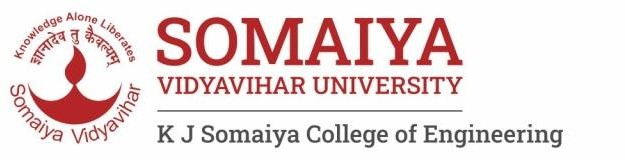 Knowledge Alone Liberates
ज्ञानादेव तु कैवल्यम्
Somaiya Vidyavihar
SOMAIYA
VIDYAVIHAR UNIVERSITY
K J Somaiya College of Engineering